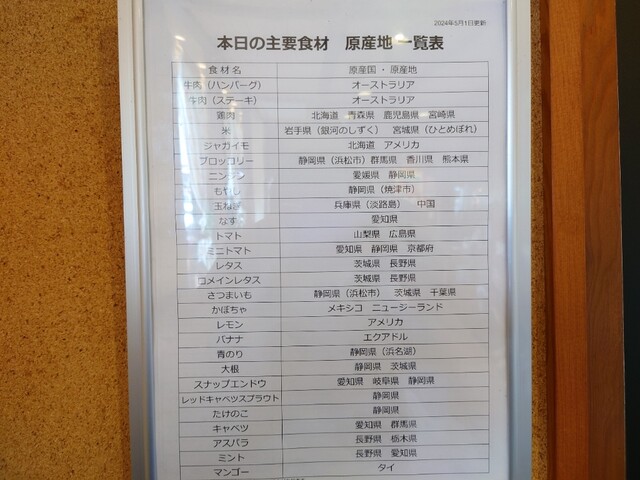 2024年5月1日更新
本日の主要食材 原産地 一覧表
食材名 原産国・原産地
牛肉（ハンバーグ） オーストラリア
牛肉（ステーキ） オーストラリア
鶏肉 北海道 青森県 鹿児島県 宮崎県
米 岩手県（銀河のしずく） 宮城県（ひとめぼれ）
ジャガイモ 北海道 アメリカ
ブロッコリー 静岡県（浜松市）群馬県 香川県 熊本県
ニンジン 愛媛県 静岡県
もやし 静岡県（焼津市）
玉ねぎ 兵庫県（淡路島） 中国
なす 愛知県
トマト 山梨県 広島県
ミニトマト 愛知県 静岡県 京都府
レタス 茨城県 長野県
コメインレタス 茨城県 長野県
さつまいも 静岡県（浜松市） 茨城県 千葉県
かぼちゃ メキシコ ニュージーランド
レモン アメリカ
バナナ エクアドル
青のり 静岡県（浜名湖）
大根 静岡県 茨城県
スナップエンドウ 愛知県 岐阜県 静岡県
レッドキャベツスプラウト 静岡県
たけのこ 静岡県
キャベツ 愛知県 群馬県
アスパラ 長野県 栃木県
ミント 長野県 愛知県
マンゴー タイ